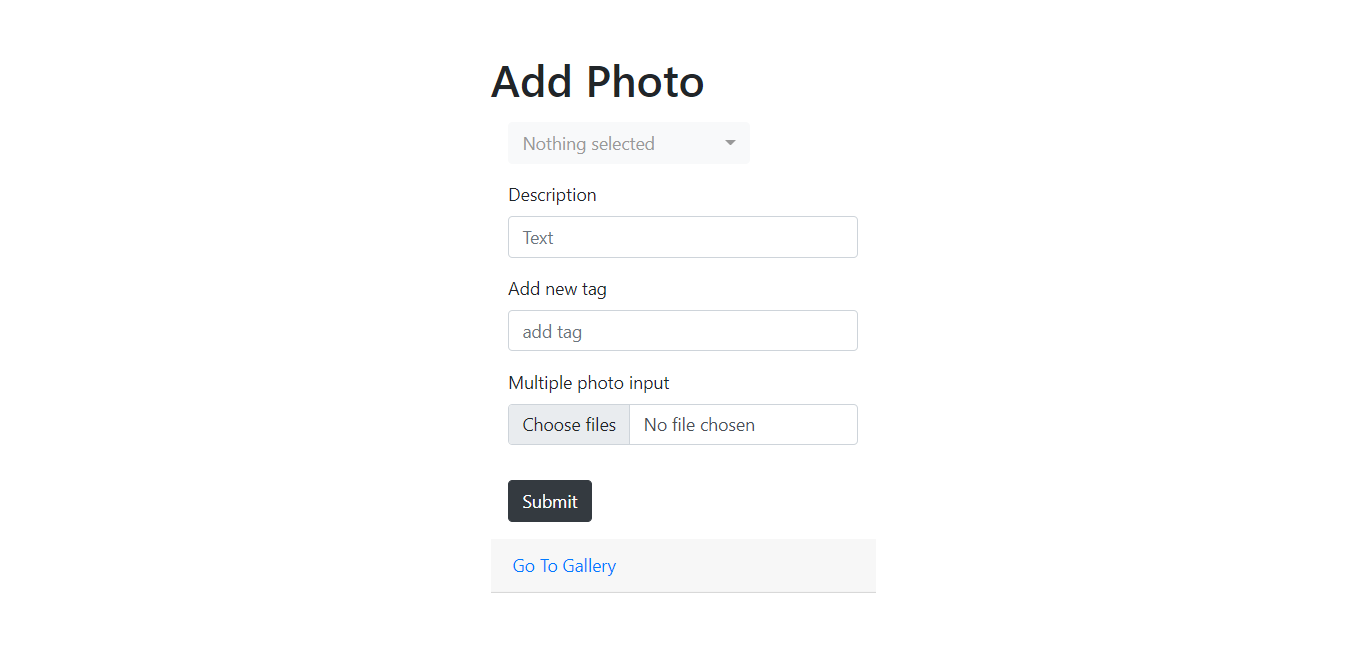 Add Photo
Nothing selected
Description
Text
Add new tag
add tag
Multiple photo input
Choose files No file chosen
Submit
Go To Gallery